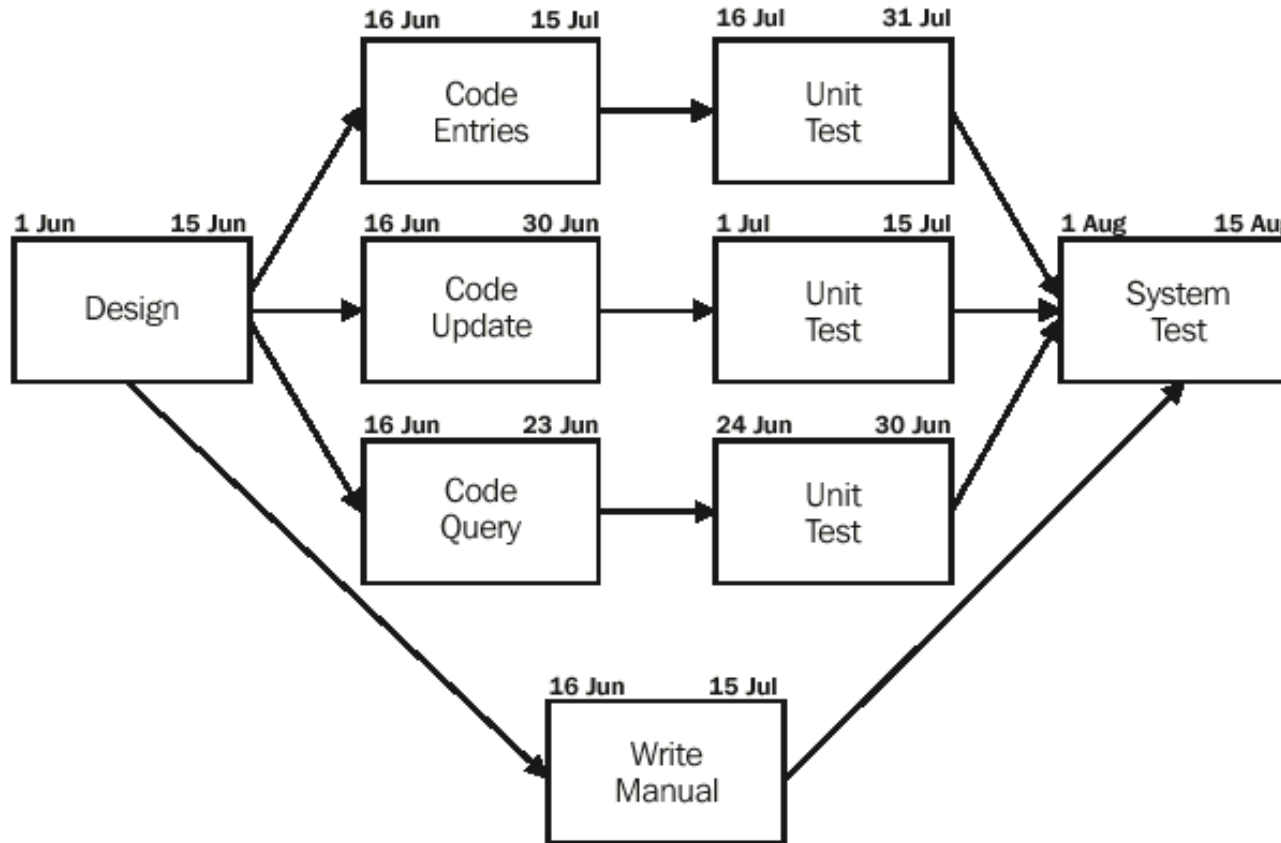 16 Jun 15 Jul
Code
Entries
16 Jul 31 Jul
Unit
Test
1 Jun 15 Jun
Design
16 Jun 30 Jun
Code
Update
1 Jul 15 Jul
Unit
Test
1 Aug 15 Aug
System
Test
16 Jun 23 Jun
Code
Query
24 Jun 30 Jun
Unit
Test
16 Jun 15 Jul
Write
Manual